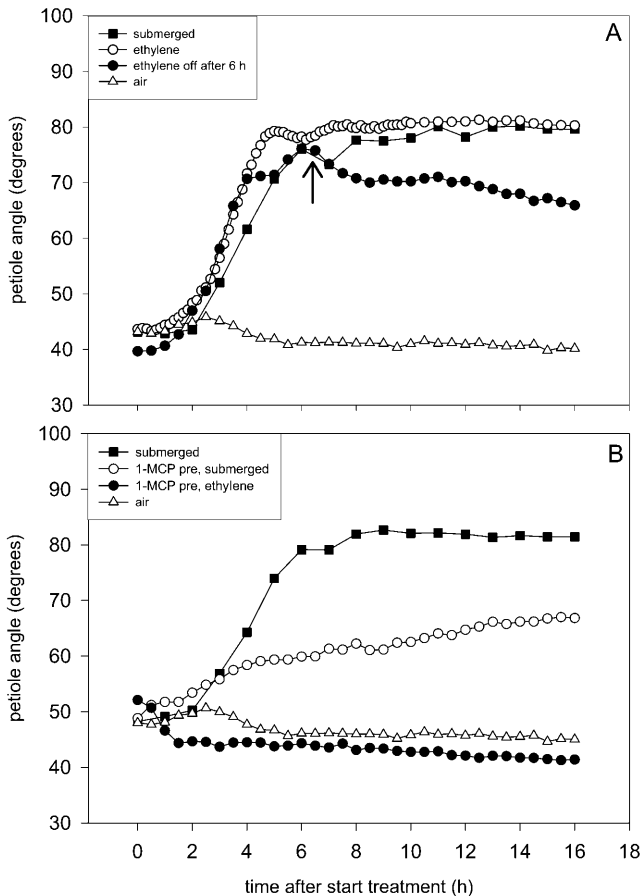 A
submerged
ethylene
ethylene off after 6 h
air
100
90
80
70
60
50
40
30
petiole angle (degrees)
B
submerged
1-MCP pre, submerged
1-MCP pre, ethylene
air
100
90
80
70
60
50
40
30
petiole angle (degrees)
0 2 4 6 8 10 12 14 16 18
time after start treatment (h)